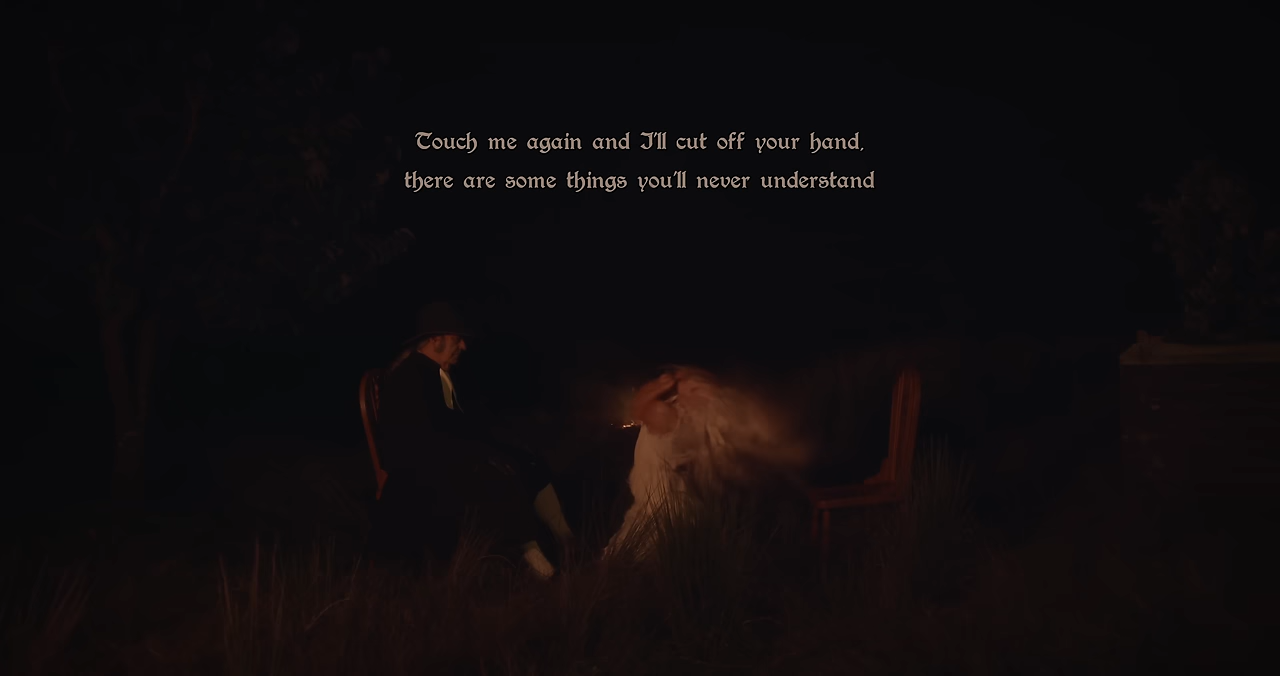 Touch me again and I'll cut off your hand,
there are some things you'll never understand